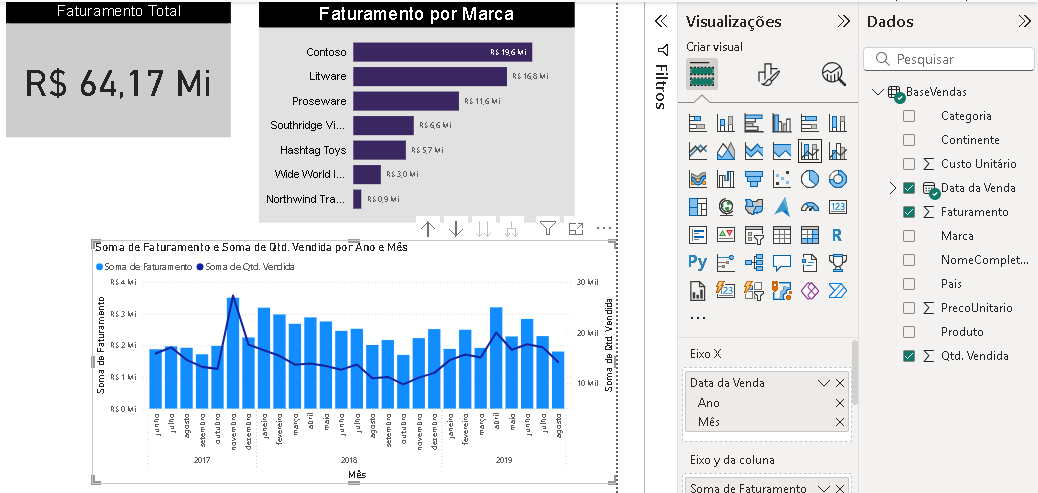 Faturamento Total
R$ 64,17 Mi
Faturamento por Marca
Contoso R$ 19,6 Mi
Litware R$ 16,8 Mi
Proseware R$ 11,6 Mi
Southridge Vi... R$ 6,6 Mi
Hashtag Toys R$ 5,7 Mi
Wide World I... R$ 3,0 Mi
Northwind Tra... R$ 0,9 Mi
Soma de Faturamento e Soma de Qtd. Vendida por Ano e Mês
Soma de Faturamento Soma de Qtd. Vendida
Soma de Faturamento
R$ 4 Mi
R$ 3 Mi
R$ 2 Mi
R$ 1 Mi
R$ 0 Mi
30 Mil
20 Mil
10 Mil
Soma de Qtd. Vendida
junho julho agosto setembro outubro novembro dezembro janeiro fevereiro março abril maio junho julho agosto setembro outubro novembro dezembro janeiro fevereiro março abril maio junho julho agosto
2017 2018 2019
Mês
Filtros
Visualizações
Criar visual
123
R
Py
123
...
Eixo X
Data da Venda
Ano
Mês
Eixo y da coluna
Soma de Faturamento
Dados
Pesquisar
BaseVendas
Categoria
Continente
Custo Unitário
Data da Venda
Faturamento
Marca
NomeComplet...
Pais
PrecoUnitario
Produto
Qtd. Vendida